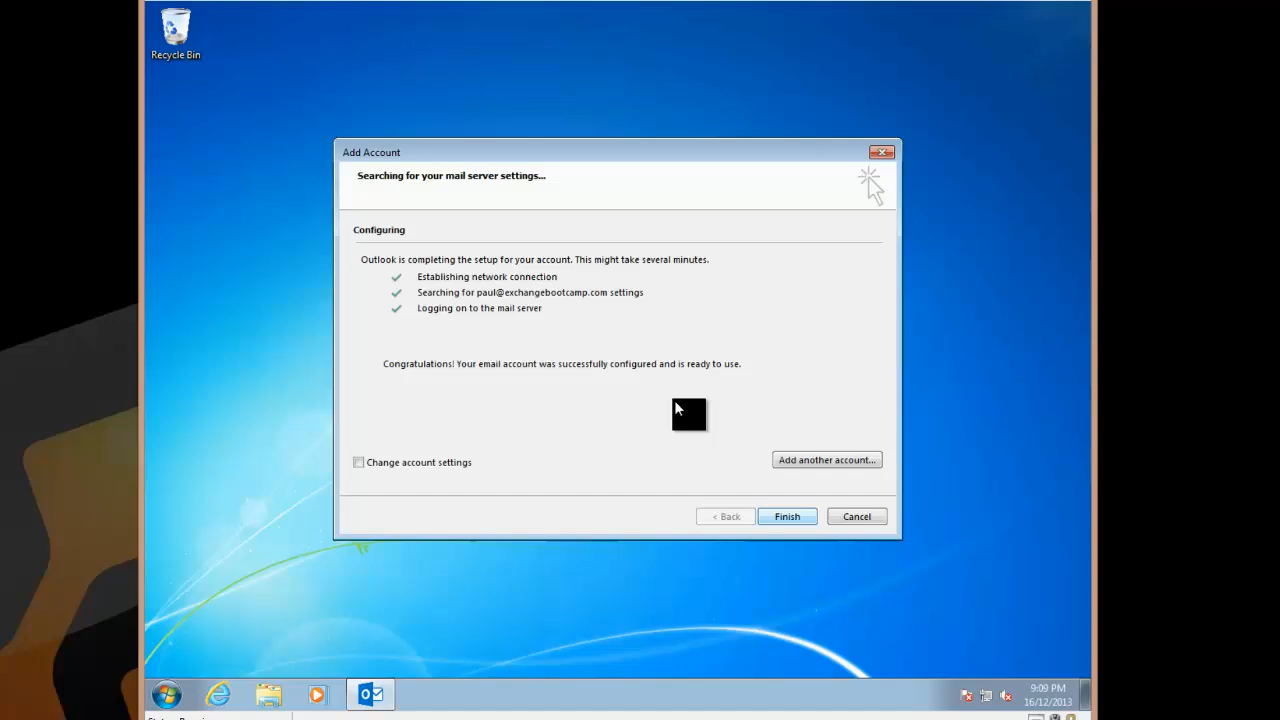 Recycle Bin
Add Account
Searching for your mail server settings...
Configuring
Outlook is completing the setup for your account. This might take several minutes.
Establishing network connection
Searching for paul@exchangebootcamp.com settings
Logging on to the mail server
Congratulations! Your email account was successfully configured and is ready to use.
Change account settings
Add another account...
< Back
Finish
Cancel
9:09 PM
16/12/2013